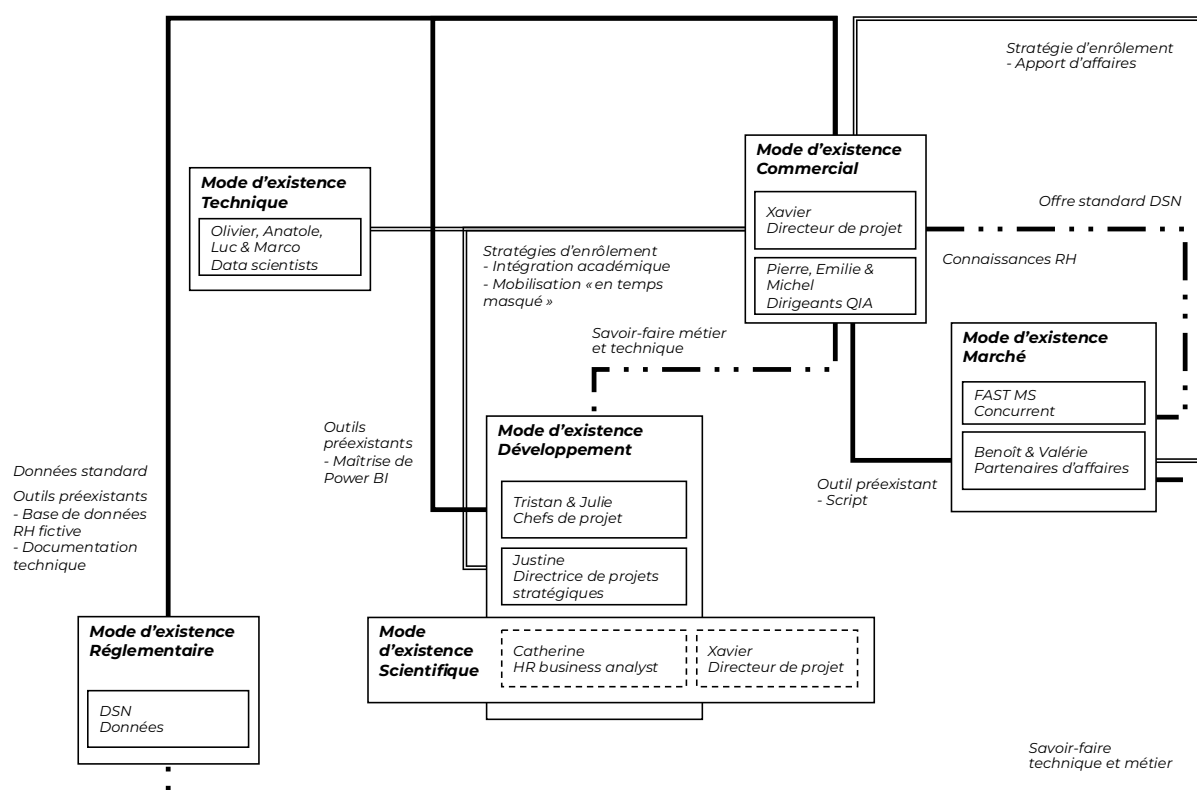 Stratégie d'enrôlement
- Apport d'affaires
Mode d'existence
Commercial
Xavier
Directeur de projet
Pierre, Emilie &
Michel
Dirigeants QIA
Mode d'existence
Technique
Olivier, Anatole,
Luc & Marco
Data scientists
Offre standard DSN
Connaissances RH
Stratégies d'enrôlement
- Intégration académique
- Mobilisation « en temps
masqué »
Savoir-faire métier
et technique
Mode d'existence
Marché
FAST MS
Concurrent
Benoît & Valérie
Partenaires d'affaires
Outil préexistant
- Script
Outils
préexistants
- Maîtrise de
Power BI
Mode d'existence
Développement
Tristan & Julie
Chefs de projet
Justine
Directrice de projets
stratégiques
Données standard
Outils préexistants
- Base de données
RH fictive
- Documentation
technique
Mode d'existence
Réglementaire
DSN
Données
Mode
d'existence
Scientifique
Catherine
HR business analyst
Xavier
Directeur de projet
Savoir-faire
technique et métier